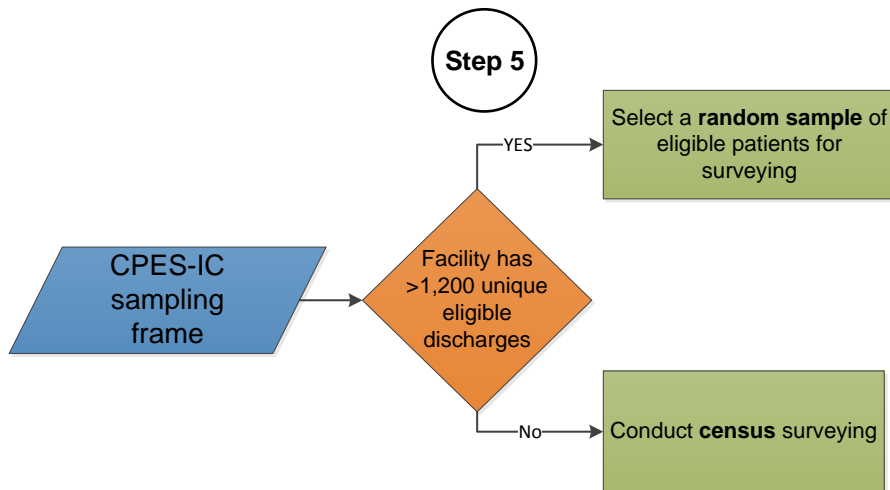 Step 5
YES
Select a random sample of
eligible patients for
surveying
CPES-IC
sampling
frame
Facility has
>1,200 unique
eligible
discharges
No
Conduct census surveying